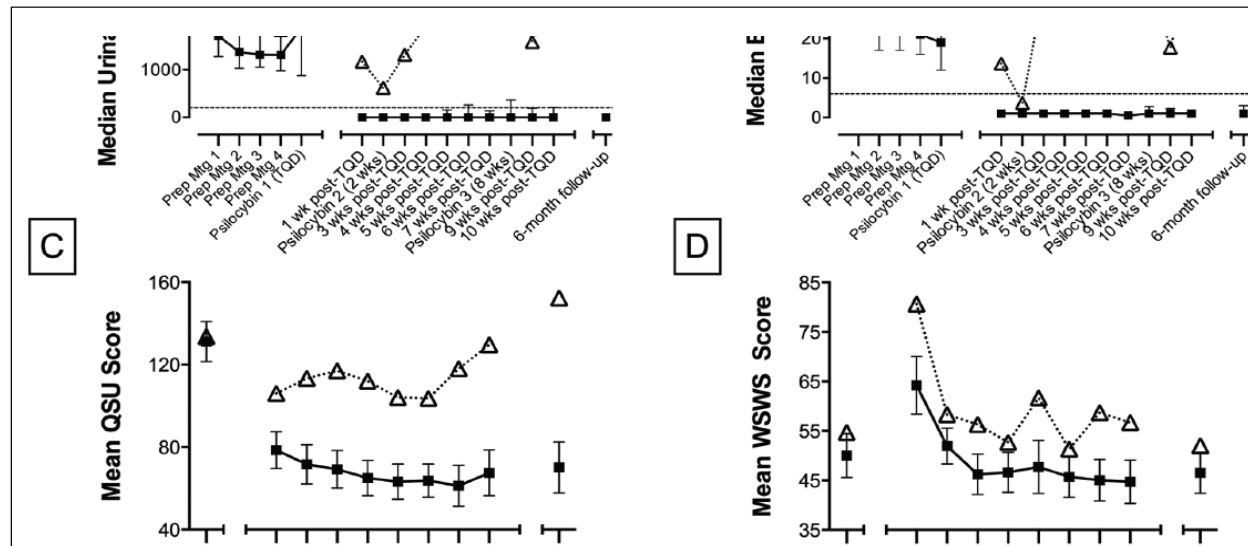 Median Urina
1000
0
Prep Mtg 1
Prep Mtg 2
Prep Mtg 3
Prep Mtg 4
Psilocybin 1 (TQD)
1 wk post-TQD
Psilocybin 2 (2 wks)
3 wks post-TQD
4 wks post-TQD
5 wks post-TQD
6 wks post-TQD
7 wks post-TQD
Psilocybin 3 (8 wks)
9 wks post-TQD
10 wks post-TQD
6-month follow-up
Median E
20
10
0
Prep Mtg 1
Prep Mtg 2
Prep Mtg 3
Prep Mtg 4
Psilocybin 1 (TQD)
1 wk post-TQD
Psilocybin 2 (2 wks)
3 wks post-TQD
4 wks post-TQD
5 wks post-TQD
6 wks post-TQD
7 wks post-TQD
Psilocybin 3 (8 wks)
9 wks post-TQD
10 wks post-TQD
6-month follow-up
C
Mean QSU Score
160
120
80
40
D
Mean WSWS Score
85
75
65
55
45
35